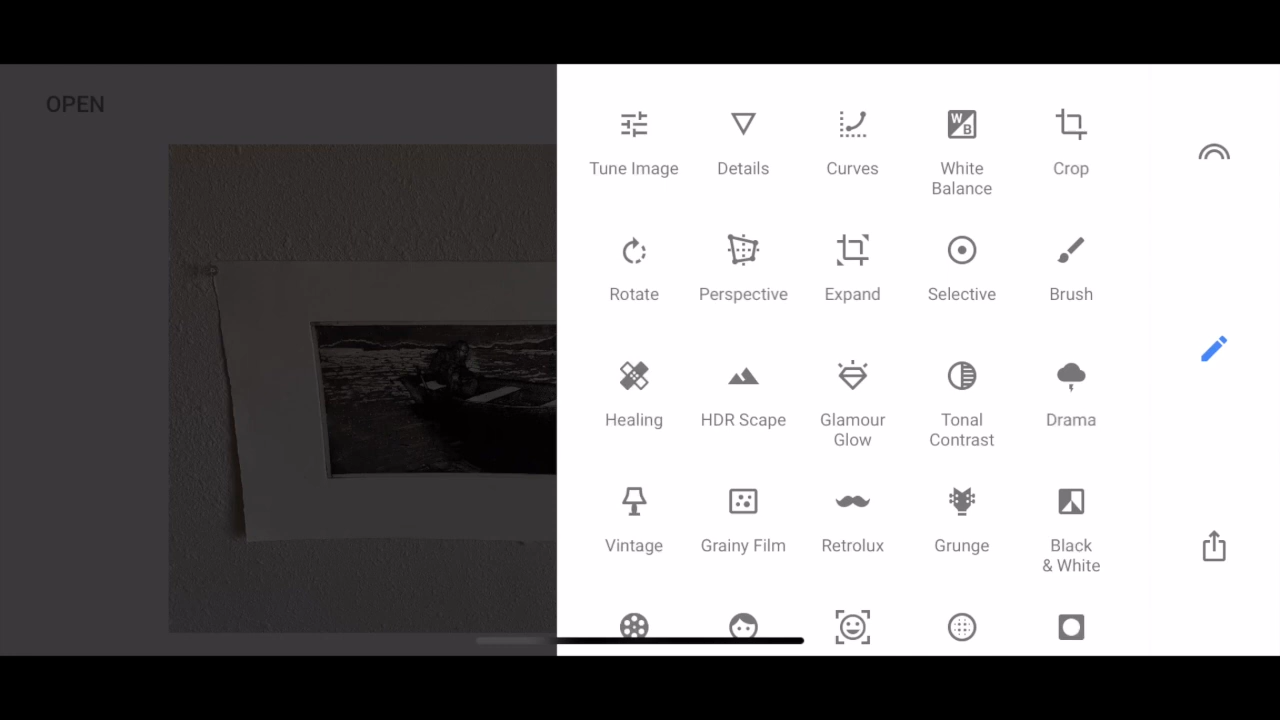 OPEN
Tune Image
Details
Curves
White
Balance
Crop
Rotate
Perspective
Expand
Selective
Brush
Healing
HDR Scape
Glamour
Glow
Tonal
Contrast
Drama
Vintage
Grainy Film
Retrolux
Grunge
Black
& White